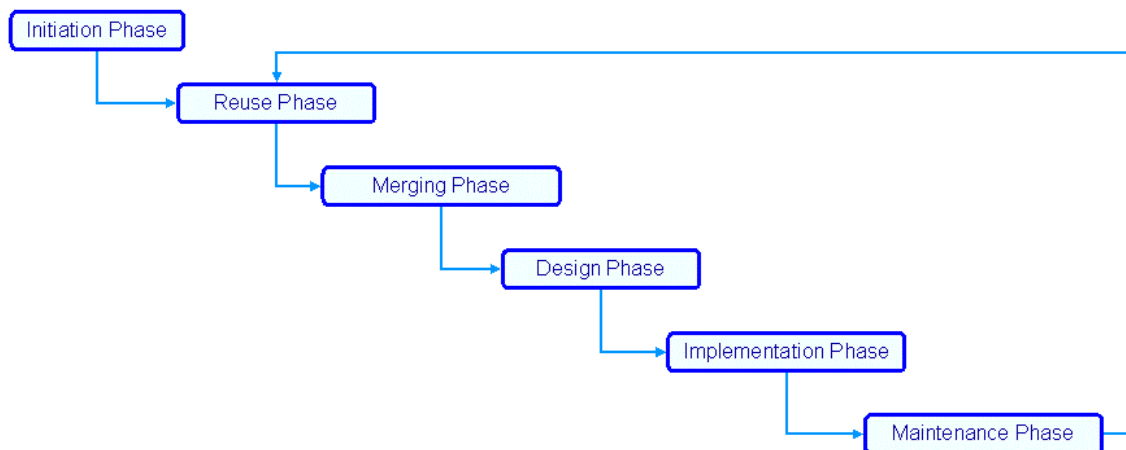 Initiation Phase
Reuse Phase
Merging Phase
Design Phase
Implementation Phase
Maintenance Phase